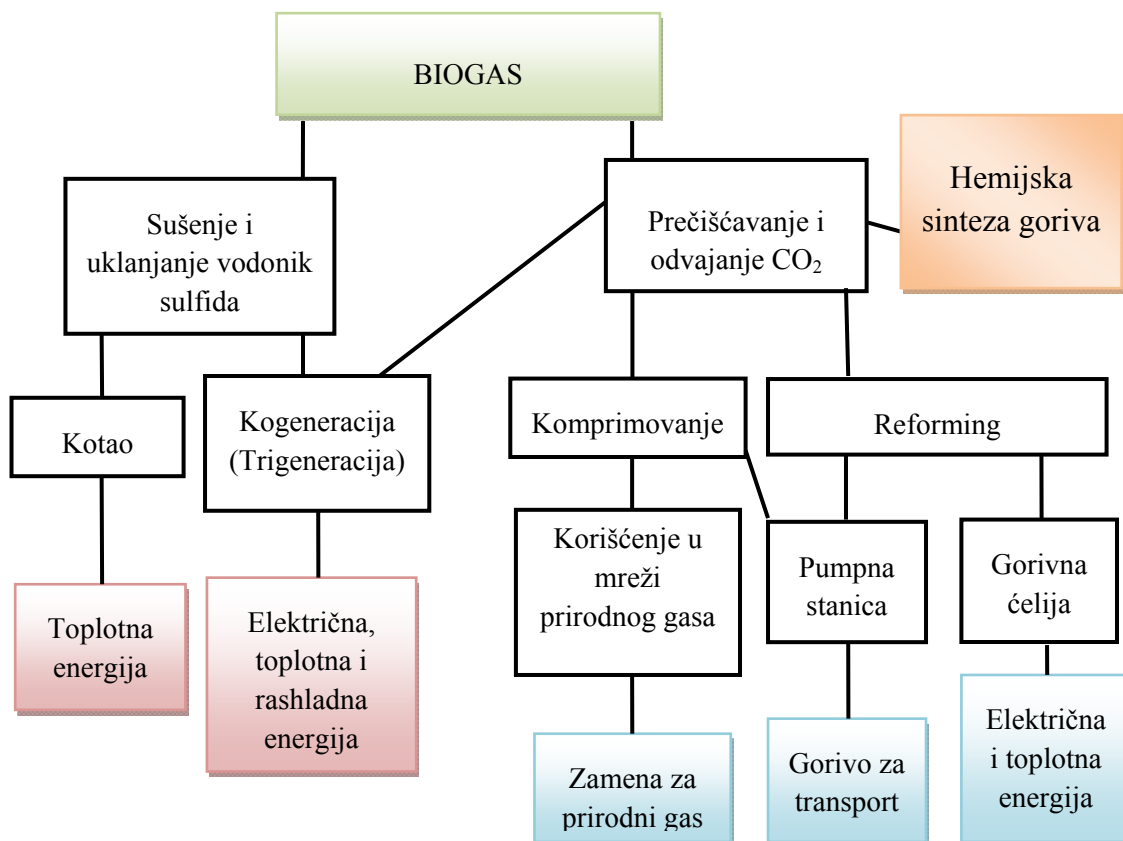 BIOGAS
Sušenje i
uklanjanje vodonik
sulfida
Prečišćavanje i
odvajanje CO₂
Hemijska
sinteza goriva
Kotao
Kogeneracija
(Trigeneracija)
Komprimovanje
Reforming
Korišćenje u
mreži
prirodnog gasa
Pumpna
stanica
Gorivna
ćelija
Toplotna
energija
Električna,
toplotna i
rashladna
energija
Zamena za
prirodni gas
Gorivo za
transport
Električna
i toplotna
energija